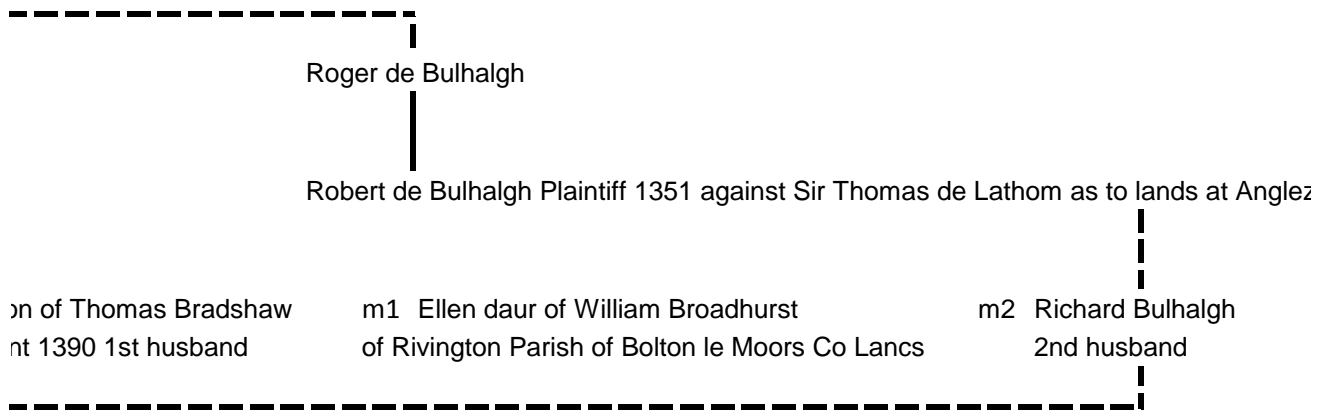 Roger de Bulhalgh
Robert de Bulhalgh Plaintiff 1351 against Sir Thomas de Lathom as to lands at Anglez
on of Thomas Bradshaw m1 Ellen daur of William Broadhurst m2 Richard Bulhalgh
nt 1390 1st husband of Rivington Parish of Bolton le Moors Co Lancs 2nd husband